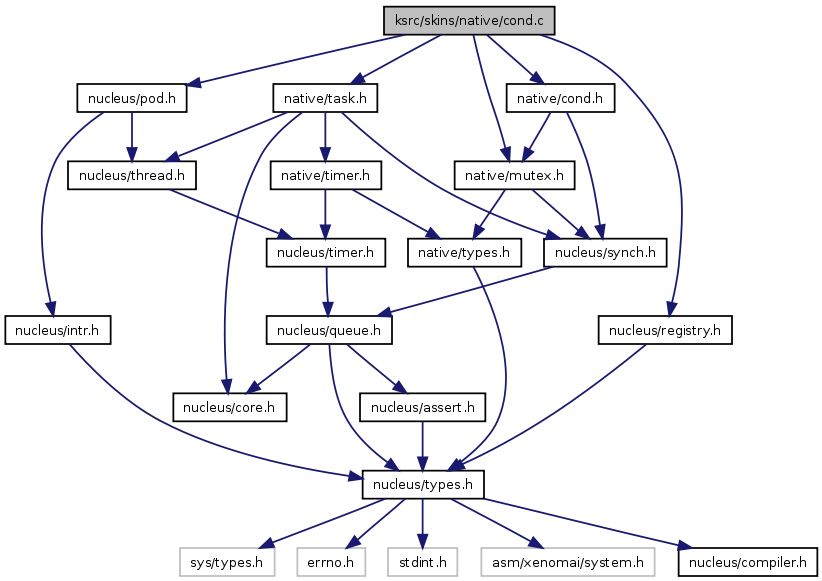 ksrc/skins/native/cond.c
nucleus/pod.h
native/task.h
native/cond.h
nucleus/thread.h
native/timer.h
native/mutex.h
nucleus/timer.h
native/types.h
nucleus/synch.h
nucleus/intr.h
nucleus/queue.h
nucleus/registry.h
nucleus/core.h
nucleus/assert.h
nucleus/types.h
sys/types.h
errno.h
stdint.h
asm/xenomai/system.h
nucleus/compiler.h